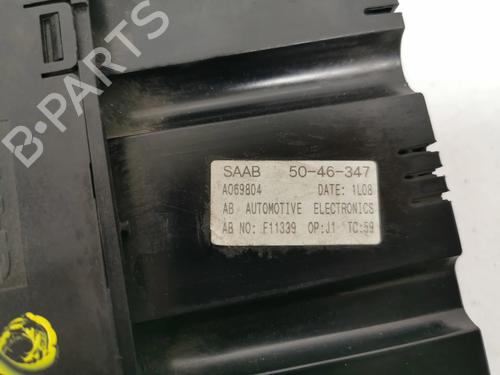 B-PARTS
SAAB 50-46-347
A069804 DATE: 1L08
AB AUTOMOTIVE ELECTRONICS
AB NO: F11339 OP:J1 TC:59